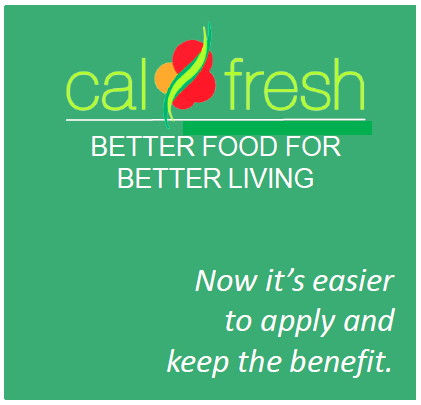 cal fresh
BETTER FOOD FOR
BETTER LIVING
Now it’s easier
to apply and
keep the benefit.